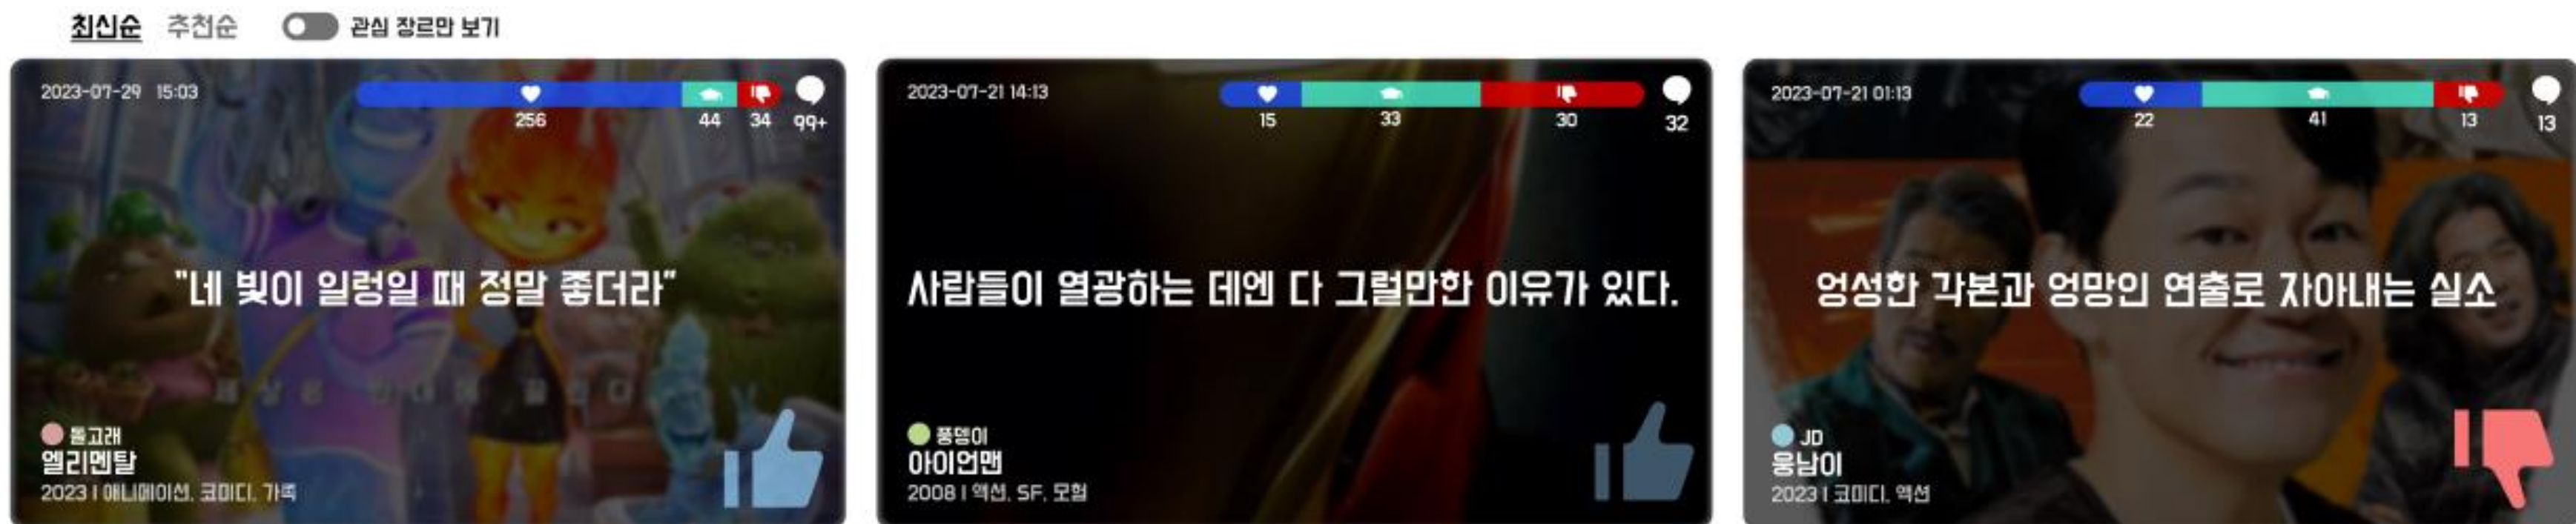 최신순 추천순 관심 장르만 보기
2023-07-29 15:03
256 44 34 99+
"네 빛이 일렁일 때 정말 좋더라"
돌고래
엘리멘탈
2023 | 애니메이션, 코미디, 가족
2023-07-21 14:13
15 33 30 32
사람들이 열광하는 데엔 다 그럴만한 이유가 있다.
풍뎅이
아이언맨
2008 | 액션, SF, 모험
2023-07-21 01:13
22 41 13 13
엉성한 각본과 엉망인 연출로 자아내는 실소
JD
웅남이
2023 | 코미디, 액션